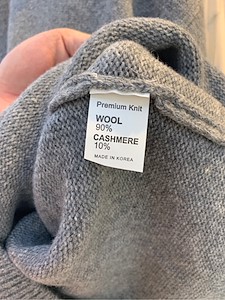 Premium Knit
WOOL
90%
CASHMERE
10%
MADE IN KOREA